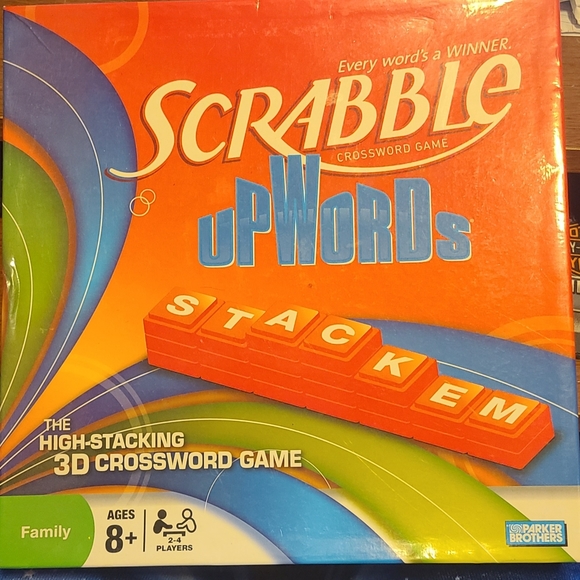 Every word's a WINNER.
SCRABBLE
CROSSWORD GAME
UPWORDS
STACKEM
THE
HIGH-STACKING
3D CROSSWORD GAME
Family
AGES
8+
2-4
PLAYERS
PARKER
BROTHERS